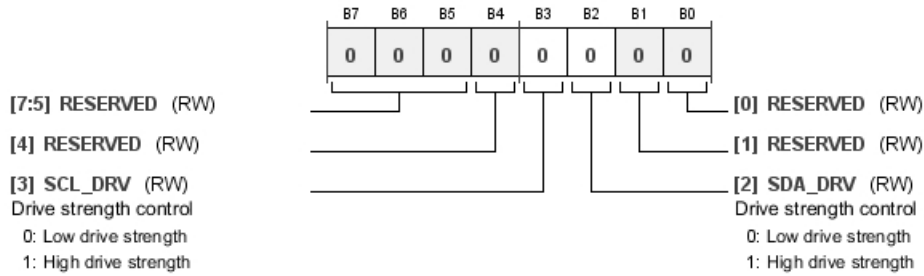 B7 B6 B5 B4 B3 B2 B1 B0
0 0 0 0 0 0 0 0
[7:5] RESERVED (RW)
[4] RESERVED (RW)
[3] SCL_DRV (RW)
Drive strength control
0: Low drive strength
1: High drive strength
[0] RESERVED (RW)
[1] RESERVED (RW)
[2] SDA_DRV (RW)
Drive strength control
0: Low drive strength
1: High drive strength